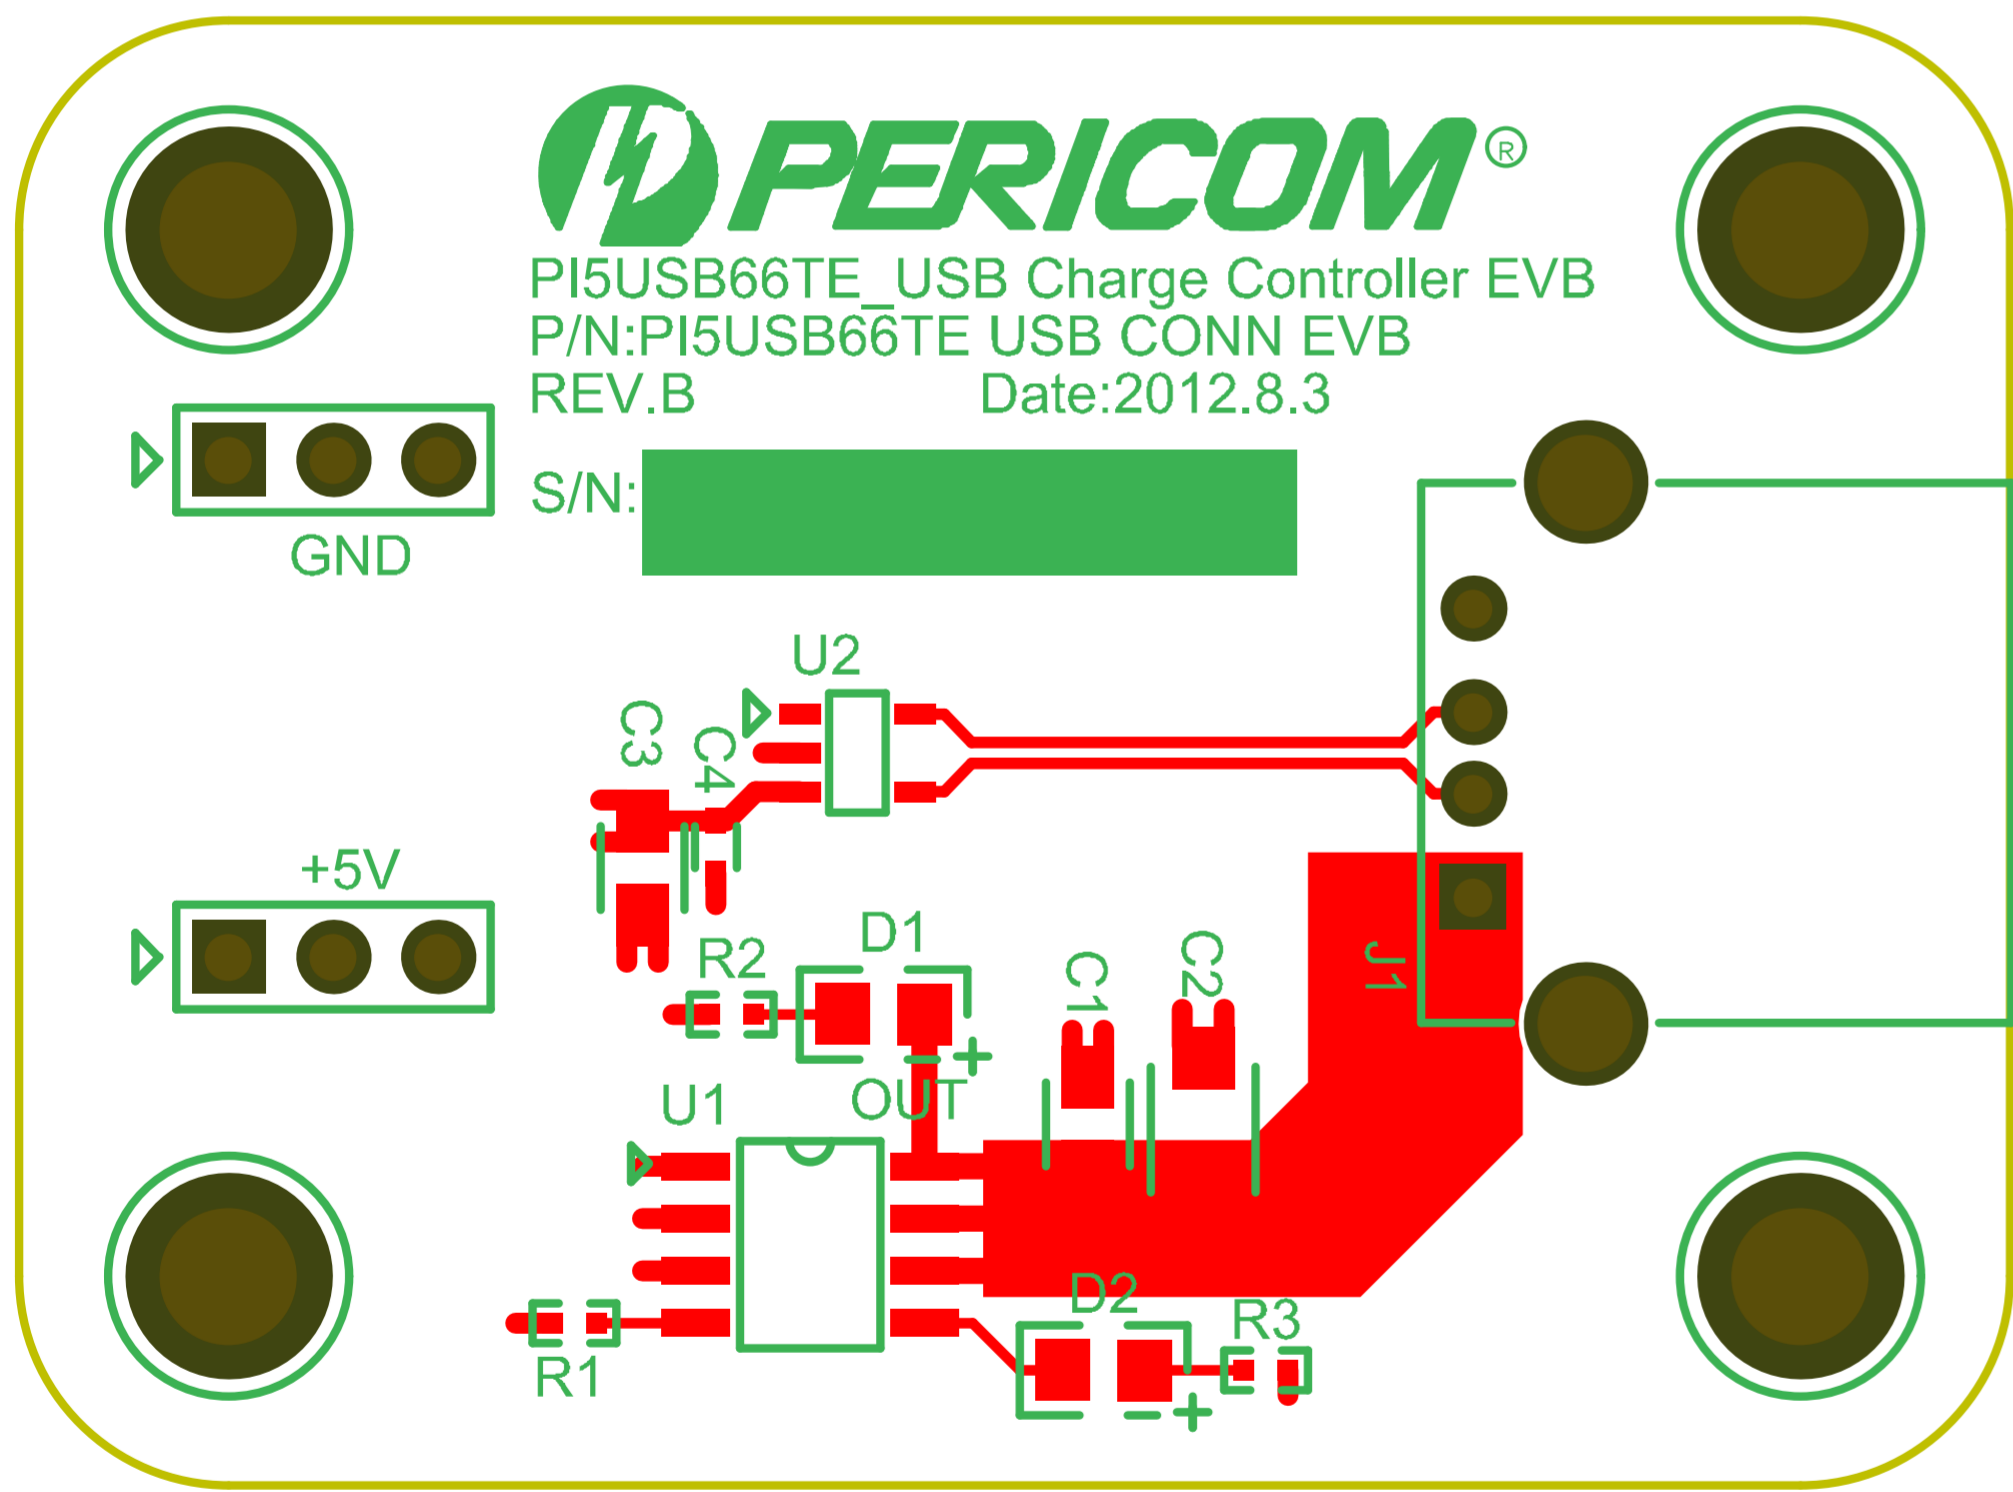 PERICOM®
PI5USB66TE_USB Charge Controller EVB
P/N:PI5USB66TE USB CONN EVB
REV.B Date:2012.8.3
S/N:
GND
U2
C3
C4
+5V
D1
R2
C1
C2
J1
+
OUT
U1
D2
R3
R1
+